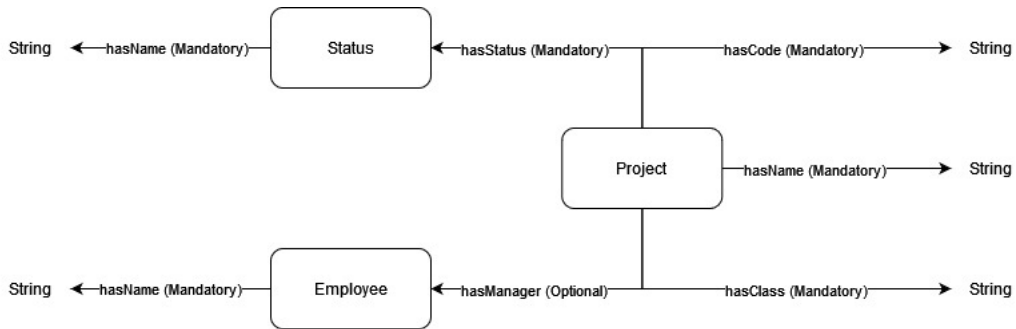 String
hasName (Mandatory)
Status
hasStatus (Mandatory)
hasCode (Mandatory)
String
Project
hasName (Mandatory)
String
String
hasName (Mandatory)
Employee
hasManager (Optional)
hasClass (Mandatory)
String